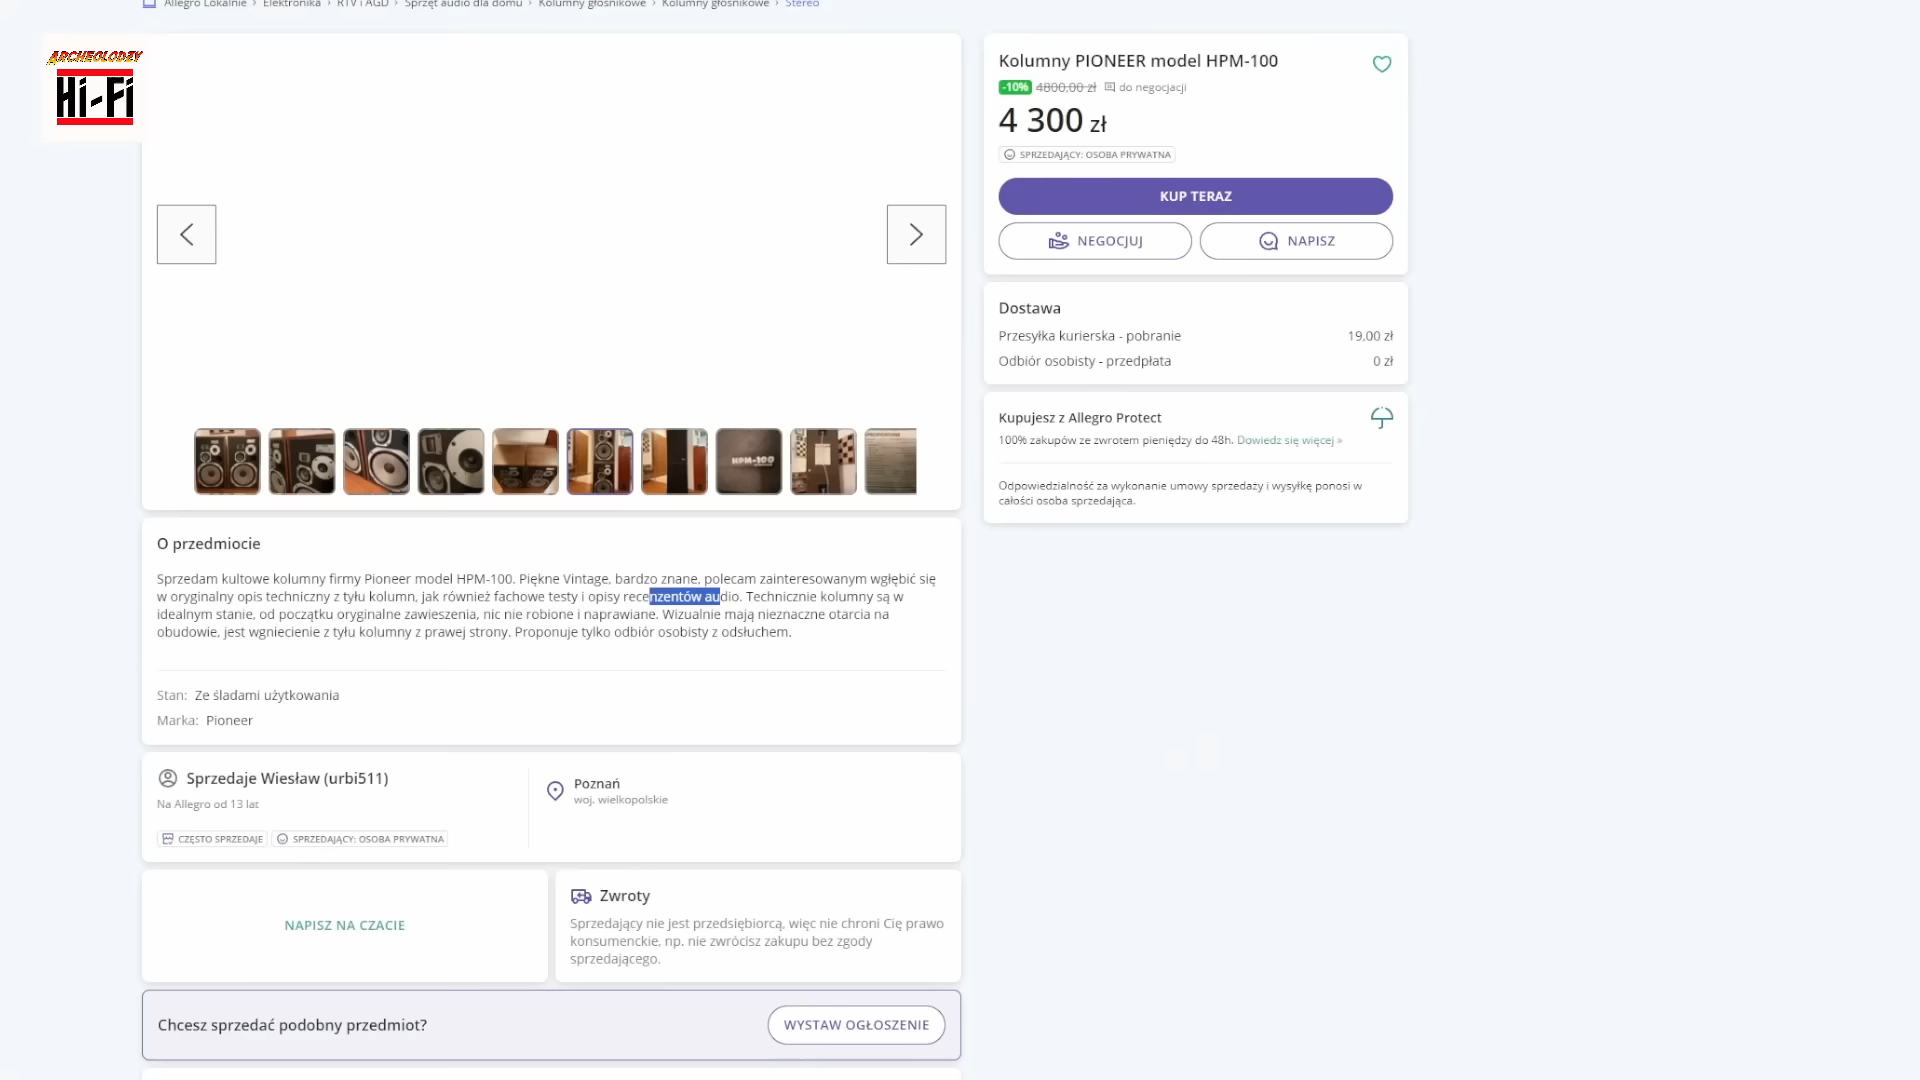 Allegro Lokalnie › Elektronika › RTV i AGD › Sprzęt audio dla domu › Kolumny głośnikowe › Kolumny głośnikowe › Stereo
ARCHEOLODZY
Hi-Fi
Kolumny PIONEER model HPM-100
-10% 4800,00 zł do negocjacji
4 300 zł
SPRZEDAJĄCY: OSOBA PRYWATNA
KUP TERAZ
NEGOCJUJ
NAPISZ
Dostawa
Przesyłka kurierska - pobranie 19,00 zł
Odbiór osobisty - przedpłata 0 zł
Kupujesz z Allegro Protect
100% zakupów ze zwrotem pieniędzy do 48h. Dowiedz się więcej »
Odpowiedzialność za wykonanie umowy sprzedaży i wysyłkę ponosi w
całości osoba sprzedająca.
HPM-100
O przedmiocie
Sprzedam kultowe kolumny firmy Pioneer model HPM-100. Piękne Vintage, bardzo znane, polecam zainteresowanym wgłębić się
w oryginalny opis techniczny z tyłu kolumn, jak również fachowe testy i opisy recenzentów audio. Technicznie kolumny są w
idealnym stanie, od początku oryginalne zawieszenia, nic nie robione i naprawiane. Wizualnie mają nieznaczne otarcia na
obudowie, jest wgniecienie z tyłu kolumny z prawej strony. Proponuje tylko odbiór osobisty z odsłuchem.
Stan: Ze śladami użytkowania
Marka: Pioneer
Sprzedaje Wiesław (urbi511)
Na Allegro od 13 lat
CZĘSTO SPRZEDAJE
SPRZEDAJĄCY: OSOBA PRYWATNA
Poznań
woj. wielkopolskie
NAPISZ NA CZACIE
Zwroty
Sprzedający nie jest przedsiębiorcą, więc nie chroni Cię prawo
konsumenckie, np. nie zwrócisz zakupu bez zgody
sprzedającego.
Chcesz sprzedać podobny przedmiot?
WYSTAW OGŁOSZENIE